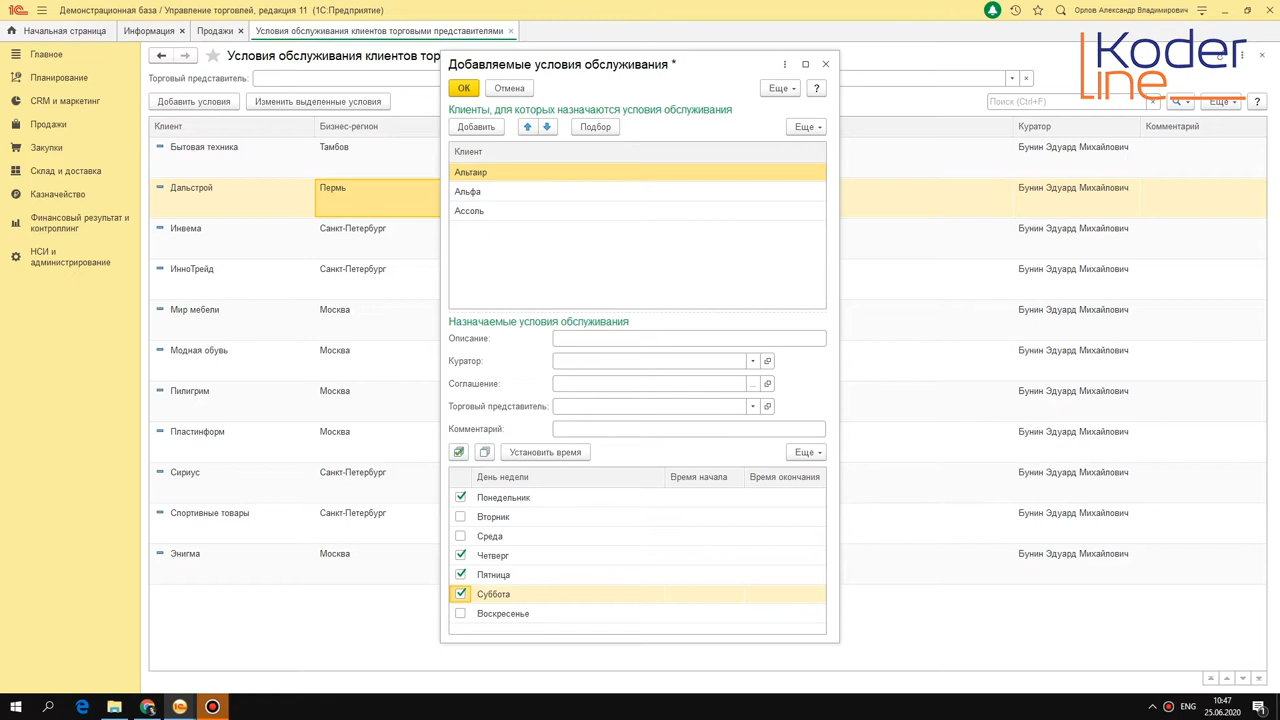 Демонстрационная база / Управление торговлей, редакция 11 (1С:Предприятие)
Орлов Александр Владимирович
Начальная страница
Информация ×
Продажи ×
Условия обслуживания клиентов торговыми представителями ×
Koder
Line
Главное
Планирование
CRM и маркетинг
Продажи
Закупки
Склад и доставка
Казначейство
Финансовый результат и
контроллинг
НСИ и
администрирование
Условия обслуживания клиентов тор
Торговый представитель:
Добавить условия
Изменить выделенные условия
Поиск (Ctrl+F)
Еще
?
Клиент
Бизнес-регион
Куратор
Комментарий
Бытовая техника
Тамбов
Бунин Эдуард Михайлович
Дальстрой
Пермь
Бунин Эдуард Михайлович
Инвема
Санкт-Петербург
Бунин Эдуард Михайлович
ИнноТрейд
Санкт-Петербург
Бунин Эдуард Михайлович
Мир мебели
Москва
Бунин Эдуард Михайлович
Модная обувь
Москва
Бунин Эдуард Михайлович
Пилигрим
Москва
Бунин Эдуард Михайлович
Пластинформ
Москва
Бунин Эдуард Михайлович
Сириус
Санкт-Петербург
Бунин Эдуард Михайлович
Спортивные товары
Санкт-Петербург
Бунин Эдуард Михайлович
Энигма
Москва
Бунин Эдуард Михайлович
Добавляемые условия обслуживания *
ОК
Отмена
Еще
?
Клиенты, для которых назначаются условия обслуживания
Добавить
Подбор
Еще
Клиент
Альтаир
Альфа
Ассоль
Назначаемые условия обслуживания
Описание:
Куратор:
Соглашение:
Торговый представитель:
Комментарий:
Установить время
Еще
День недели
Время начала
Время окончания
Понедельник
Вторник
Среда
Четверг
Пятница
Суббота
Воскресенье
ENG
10:47
25.06.2020